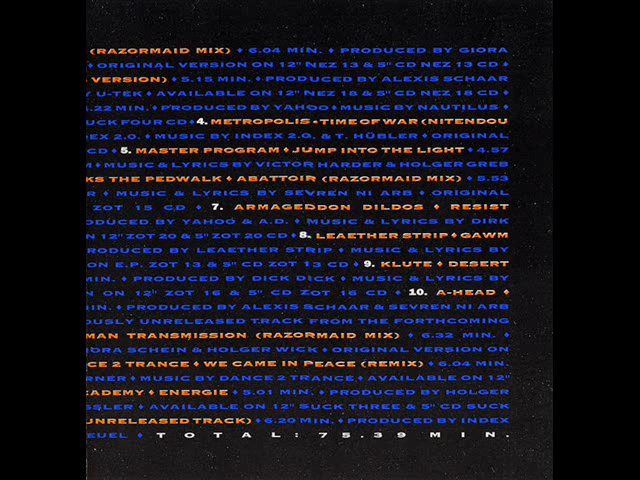 (RAZORMAID MIX) ♦ 6.04 MIN. ♦ PRODUCED BY GIORA
♦ ORIGINAL VERSION ON 12" NEZ 13 & 5" CD NEZ 13 CD ♦
VERSION) ♦ 5.15 MIN. ♦ PRODUCED BY ALEXIS SCHAAR
Y U-TEK ♦ AVAILABLE ON 12" NEZ 18 & 5" CD NEZ 18 CD ♦
.22 MIN. ♦ PRODUCED BY YAHOO ♦ MUSIC BY NAUTILUS ♦
UCK FOUR CD ♦ 4. METROPOLIS ♦ TIME OF WAR (NITENDOU
DEX 2.0. ♦ MUSIC BY INDEX 2.0. & T. HÜBLER ♦ ORIGINAL
♦ 5. MASTER PROGRAM ♦ JUMP INTO THE LIGHT ♦ 4.57
M ♦ MUSIC & LYRICS BY VICTOR HARDER & HOLGER GREB
KS THE PEDWALK ♦ ABATTOIR (RAZORMAID MIX) ♦ 5.53
R ♦ MUSIC & LYRICS BY SEVREN NI ARB ♦ ORIGINAL
ZOT 15 CD ♦ 7. ARMAGEDDON DILDOS ♦ RESIST
ODUCED BY YAHOO & A.D. ♦ MUSIC & LYRICS BY DIRK
N 12" ZOT 20 & 5" ZOT 20 CD ♦ 8. LEAETHER STRIP ♦ GAWM
RODUCED BY LEAETHER STRIP ♦ MUSIC & LYRICS BY
ON E.P. ZOT 13 & 5" CD ZOT 13 CD ♦ 9. KLUTE ♦ DESERT
MIN. ♦ PRODUCED BY DICK DICK ♦ MUSIC & LYRICS BY
N ON 12" ZOT 16 & 5" CD ZOT 16 CD ♦ 10. A-HEAD ♦
IN. ♦ PRODUCED BY ALEXIS SCHAAR & SEVREN NI ARB
OUSLY UNRELEASED TRACK FROM THE FORTHCOMING
MAN TRANSMISSION (RAZORMAID MIX) ♦ 6.32 MIN. ♦
IORA SCHEIN & HOLGER WICK ♦ ORIGINAL VERSION ON
CE 2 TRANCE ♦ WE CAME IN PEACE (REMIX) ♦ 6.04 MIN.
RNER ♦ MUSIC BY DANCE 2 TRANCE ♦ AVAILABLE ON 12"
CADEMY ♦ ENERGIE ♦ 5.01 MIN. ♦ PRODUCED BY HOLGER
SSLER ♦ AVAILABLE ON 12" SUCK THREE & 5" CD SUCK
UNRELEASED TRACK) ♦ 6.20 MIN. ♦ PRODUCED BY INDEX
EUEL ♦ TOTAL: 75.39 MIN.